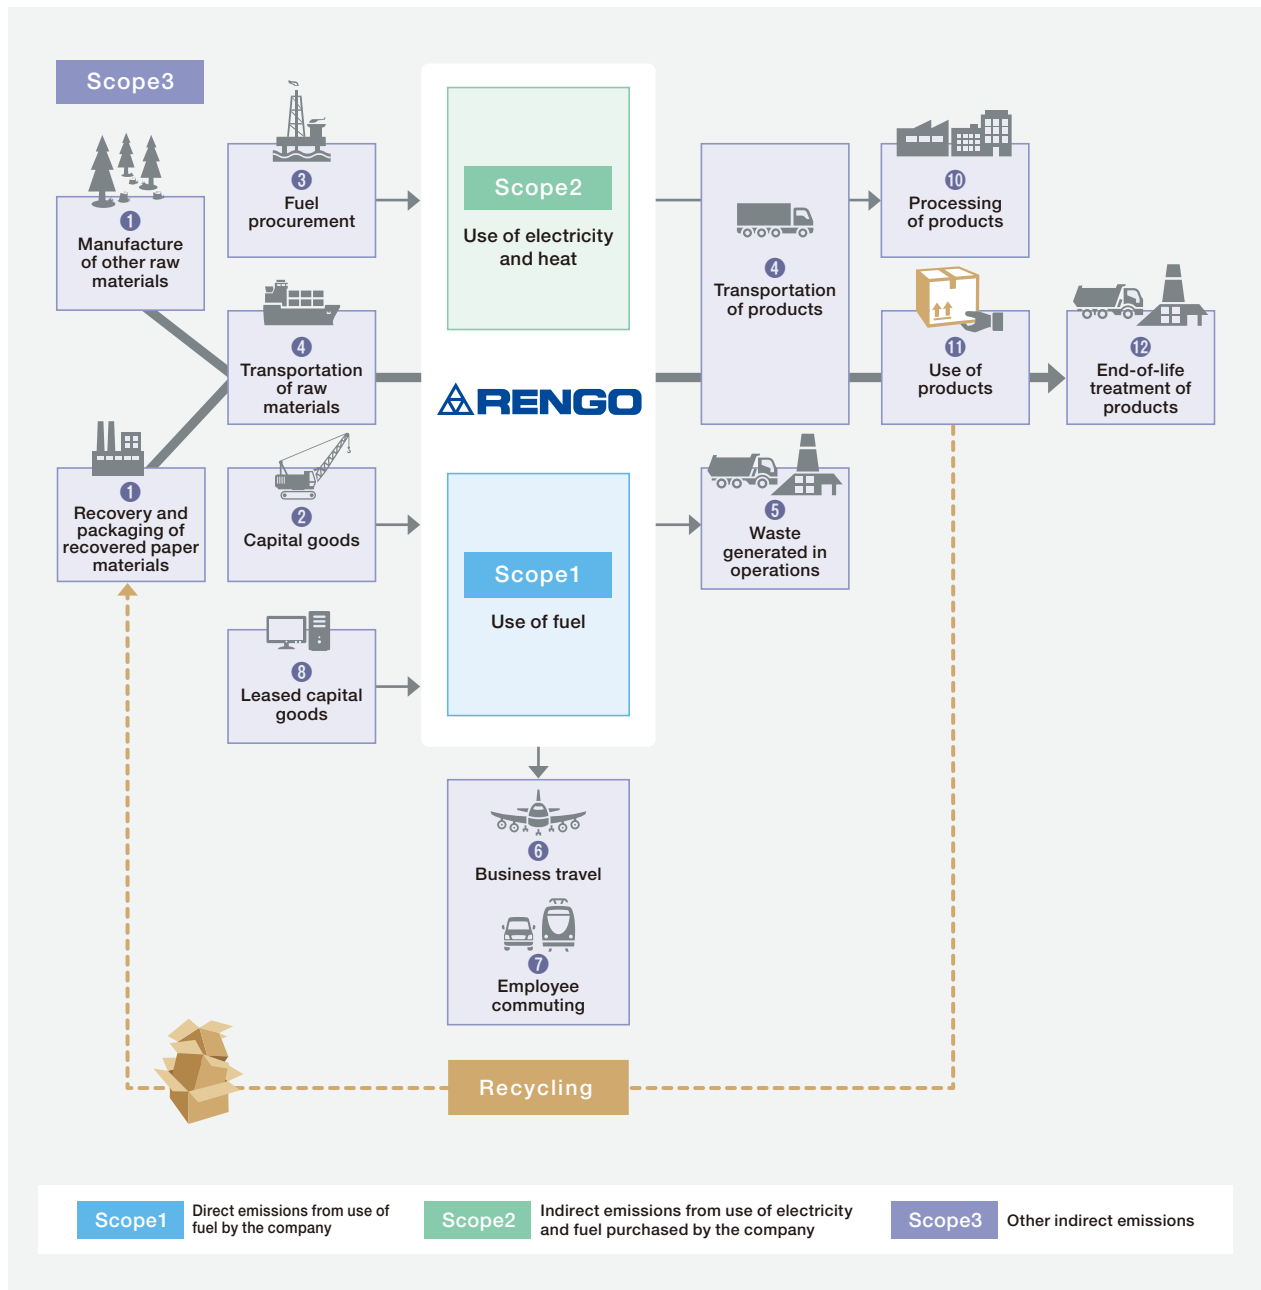 Scope3
1
Manufacture
of other raw
materials
3
Fuel
procurement
4
Transportation
of raw
materials
1
Recovery and
packaging of
recovered paper
materials
2
Capital goods
8
Leased capital
goods
Scope2
Use of electricity
and heat
RENGO
Scope1
Use of fuel
4
Transportation
of products
10
Processing
of products
11
Use of
products
12
End-of-life
treatment of
products
5
Waste
generated in
operations
6
Business travel
7
Employee
commuting
Recycling
Scope1
Direct emissions from use of
fuel by the company
Scope2
Indirect emissions from use of electricity
and fuel purchased by the company
Scope3
Other indirect emissions